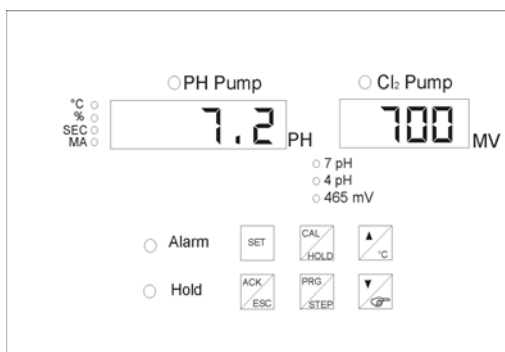 PH Pump
Cl₂ Pump
°C
%
SEC
MA
7.2 PH
700 MV
7 pH
4 pH
465 mV
Alarm
SET
CAL
HOLD
°C
Hold
ACK
ESC
PRG
STEP